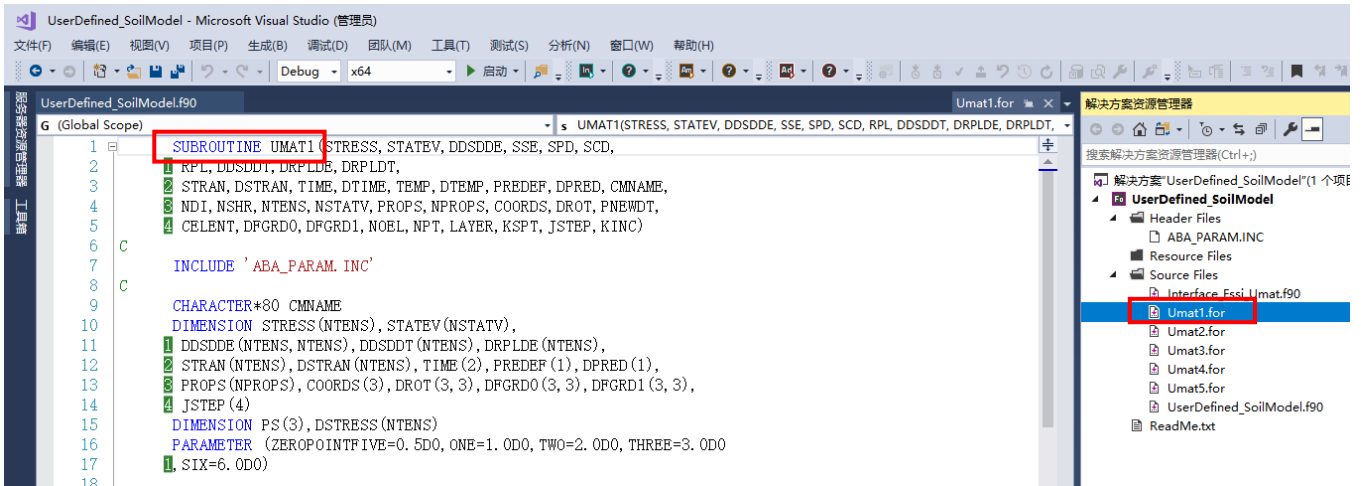 UserDefined_SoilModel - Microsoft Visual Studio (管理员)
文件(F) 编辑(E) 视图(V) 项目(P) 生成(B) 调试(D) 团队(M) 工具(T) 测试(S) 分析(N) 窗口(W) 帮助(H)
Debug x64 启动
服务器资源管理器
工具箱
UserDefined_SoilModel.f90 Umat1.for
G (Global Scope) s UMAT1(STRESS, STATEV, DDSDDE, SSE, SPD, SCD, RPL, DDSDDT, DRPLDE, DRPLDT,
1 SUBROUTINE UMAT1(STRESS,STATEV,DDSDDE,SSE,SPD,SCD,
2 1 RPL,DDSDDT,DRPLDE,DRPLDT,
3 2 STRAN,DSTRAN,TIME,DTIME,TEMP,DTEMP,PREDEF,DPRED,CMNAME,
4 3 NDI,NSHR,NTENS,NSTATV,PROPS,NPROPS,COORDS,DROT,PNEWDT,
5 4 CELENT,DFGRD0,DFGRD1,NOEL,NPT,LAYER,KSPT,JSTEP,KINC)
6 C
7 INCLUDE 'ABA_PARAM.INC'
8 C
9 CHARACTER*80 CMNAME
10 DIMENSION STRESS(NTENS),STATEV(NSTATV),
11 1 DDSDDE(NTENS,NTENS),DDSDDT(NTENS),DRPLDE(NTENS),
12 2 STRAN(NTENS),DSTRAN(NTENS),TIME(2),PREDEF(1),DPRED(1),
13 3 PROPS(NPROPS),COORDS(3),DROT(3,3),DFGRD0(3,3),DFGRD1(3,3),
14 4 JSTEP(4)
15 DIMENSION PS(3),DSTRESS(NTENS)
16 PARAMETER (ZEROPOINTFIVE=0.5D0,ONE=1.0D0,TWO=2.0D0,THREE=3.0D0
17 1,SIX=6.0D0)
18
解决方案资源管理器
搜索解决方案资源管理器(Ctrl+;)
解决方案"UserDefined_SoilModel"(1 个项目
UserDefined_SoilModel
Header Files
ABA_PARAM.INC
Resource Files
Source Files
Interface_Essi_Umat.f90
Umat1.for
Umat2.for
Umat3.for
Umat4.for
Umat5.for
UserDefined_SoilModel.f90
ReadMe.txt